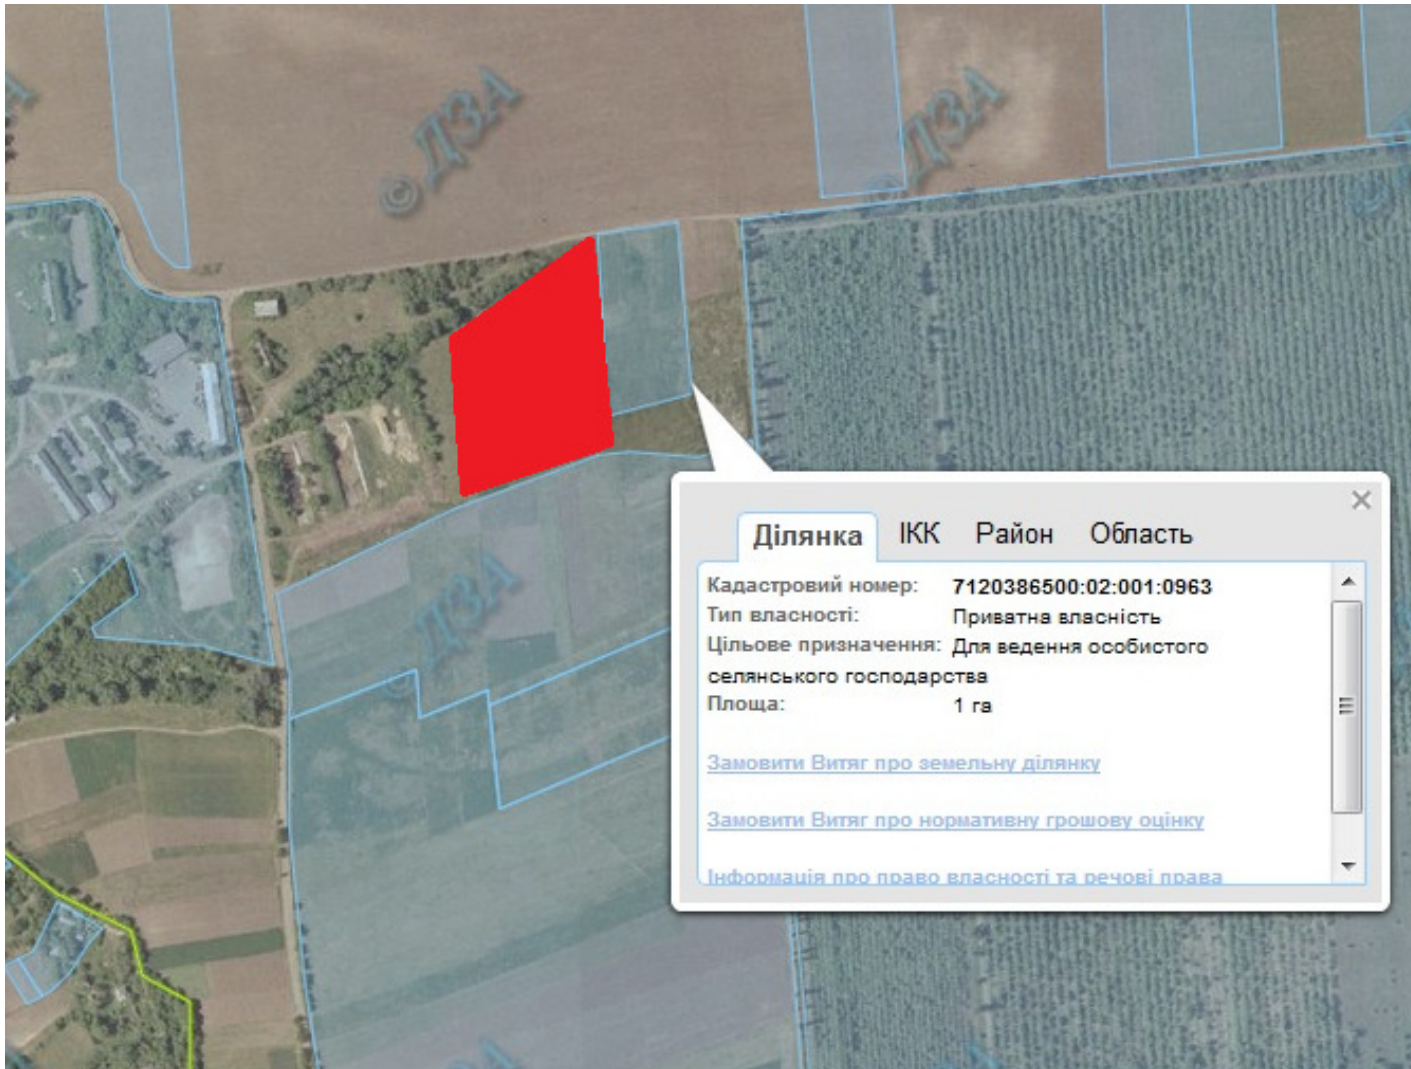 © ДЗА
© ДЗА
ДЗА
Ділянка ІКК Район Область
Кадастровий номер: 7120386500:02:001:0963
Тип власності: Приватна власність
Цільове призначення: Для ведення особистого
селянського господарства
Площа: 1 га
Замовити Витяг про земельну ділянку
Замовити Витяг про нормативну грошову оцінку
Інформація про право власності та речові права